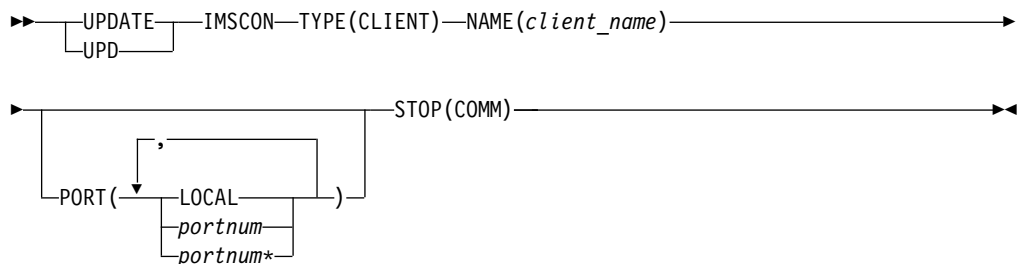 UPDATE IMSCON TYPE(CLIENT) NAME(client_name)
UPD
STOP(COMM)
,
PORT( LOCAL )
portnum
portnum*